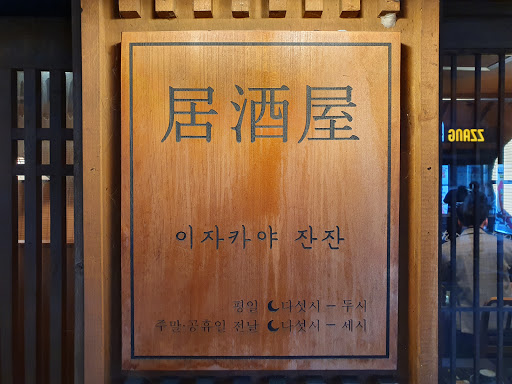 居酒屋
이자카야 잔잔
평일 ☾다섯시 – 두시
주말·공휴일 전날 ☾다섯시 – 세시
ZZANG